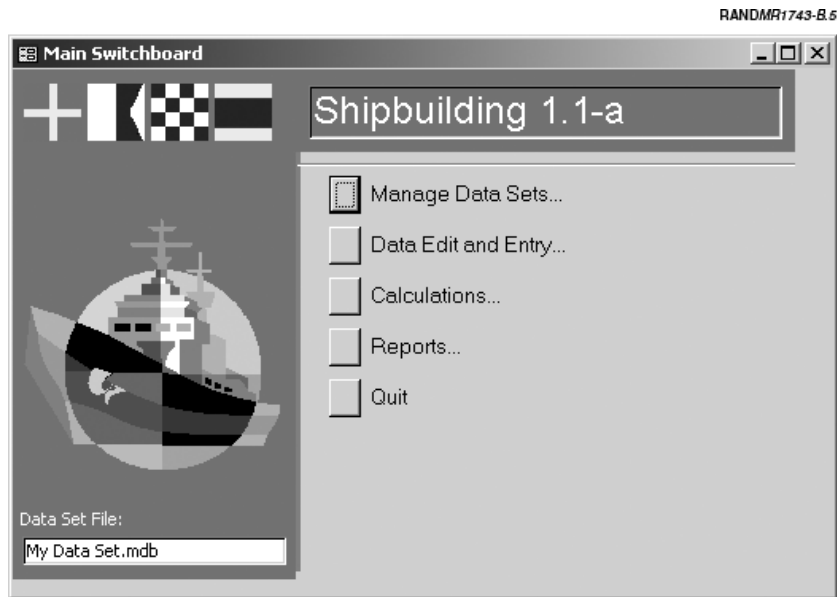 RANDMR1743-B.5
Main Switchboard
Shipbuilding 1.1-a
Manage Data Sets...
Data Edit and Entry...
Calculations...
Reports...
Quit
Data Set File:
My Data Set.mdb